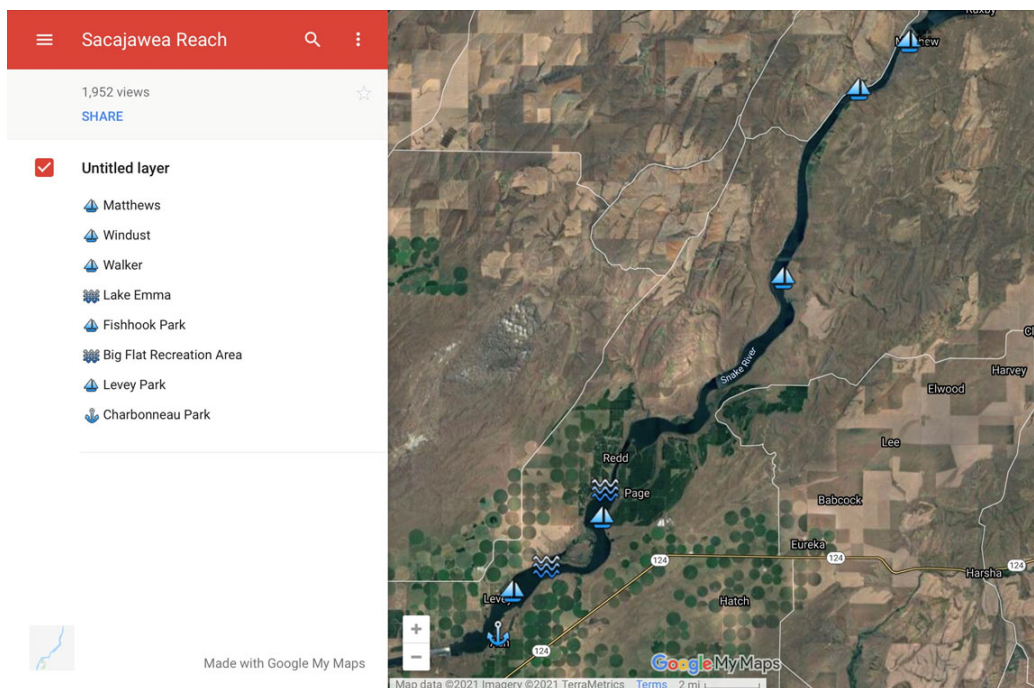 Sacajawea Reach
1,952 views
SHARE
Untitled layer
Matthews
Windust
Walker
Lake Emma
Fishhook Park
Big Flat Recreation Area
Levey Park
Charbonneau Park
Made with Google My Maps
Snake River
Harvey
Elwood
Lee
Redd
Page
Babcock
Eureka
124
124
124
Harsha
Hatch
124
Google My Maps
Map data ©2021 Imagery ©2021 TerraMetrics Terms 2 mi